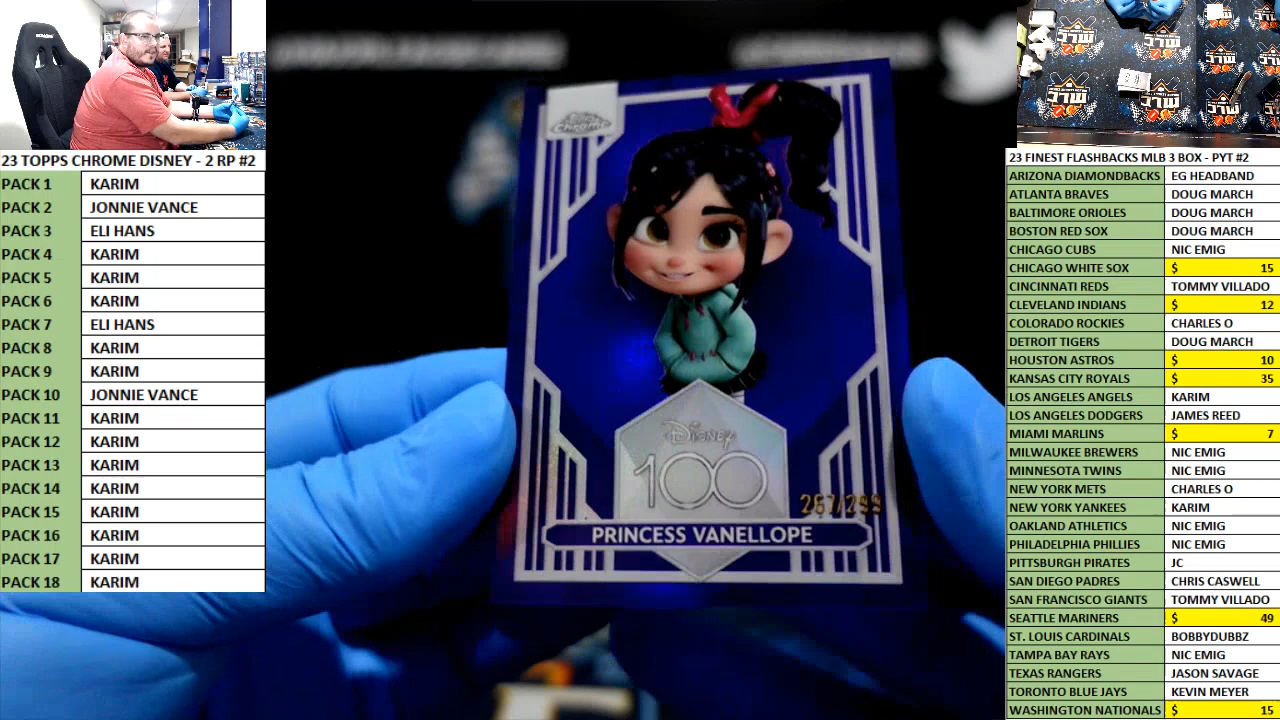 23 TOPPS CHROME DISNEY - 2 RP #2
PACK 1 KARIM
PACK 2 JONNIE VANCE
PACK 3 ELI HANS
PACK 4 KARIM
PACK 5 KARIM
PACK 6 KARIM
PACK 7 ELI HANS
PACK 8 KARIM
PACK 9 KARIM
PACK 10 JONNIE VANCE
PACK 11 KARIM
PACK 12 KARIM
PACK 13 KARIM
PACK 14 KARIM
PACK 15 KARIM
PACK 16 KARIM
PACK 17 KARIM
PACK 18 KARIM
Chrome
Disney
100
267/299
PRINCESS VANELLOPE
23 FINEST FLASHBACKS MLB 3 BOX - PYT #2
ARIZONA DIAMONDBACKS EG HEADBAND
ATLANTA BRAVES DOUG MARCH
BALTIMORE ORIOLES DOUG MARCH
BOSTON RED SOX DOUG MARCH
CHICAGO CUBS NIC EMIG
CHICAGO WHITE SOX $ 15
CINCINNATI REDS TOMMY VILLADO
CLEVELAND INDIANS $ 12
COLORADO ROCKIES CHARLES O
DETROIT TIGERS DOUG MARCH
HOUSTON ASTROS $ 10
KANSAS CITY ROYALS $ 35
LOS ANGELES ANGELS KARIM
LOS ANGELES DODGERS JAMES REED
MIAMI MARLINS $ 7
MILWAUKEE BREWERS NIC EMIG
MINNESOTA TWINS NIC EMIG
NEW YORK METS CHARLES O
NEW YORK YANKEES KARIM
OAKLAND ATHLETICS NIC EMIG
PHILADELPHIA PHILLIES NIC EMIG
PITTSBURGH PIRATES JC
SAN DIEGO PADRES CHRIS CASWELL
SAN FRANCISCO GIANTS TOMMY VILLADO
SEATTLE MARINERS $ 49
ST. LOUIS CARDINALS BOBBYDUBBZ
TAMPA BAY RAYS NIC EMIG
TEXAS RANGERS JASON SAVAGE
TORONTO BLUE JAYS KEVIN MEYER
WASHINGTON NATIONALS $ 15